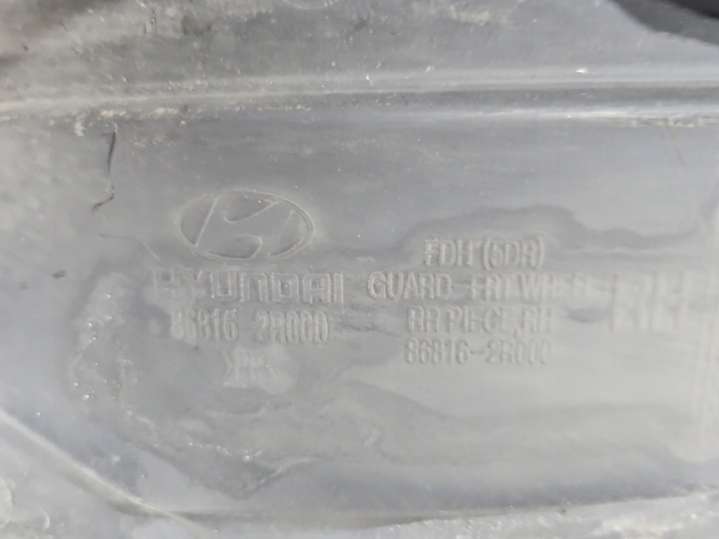 HYUNDAI
86816-2R000
FDH (5DR)
GUARD-FRT WHEEL
RR PIECE,RH
86816-2R000